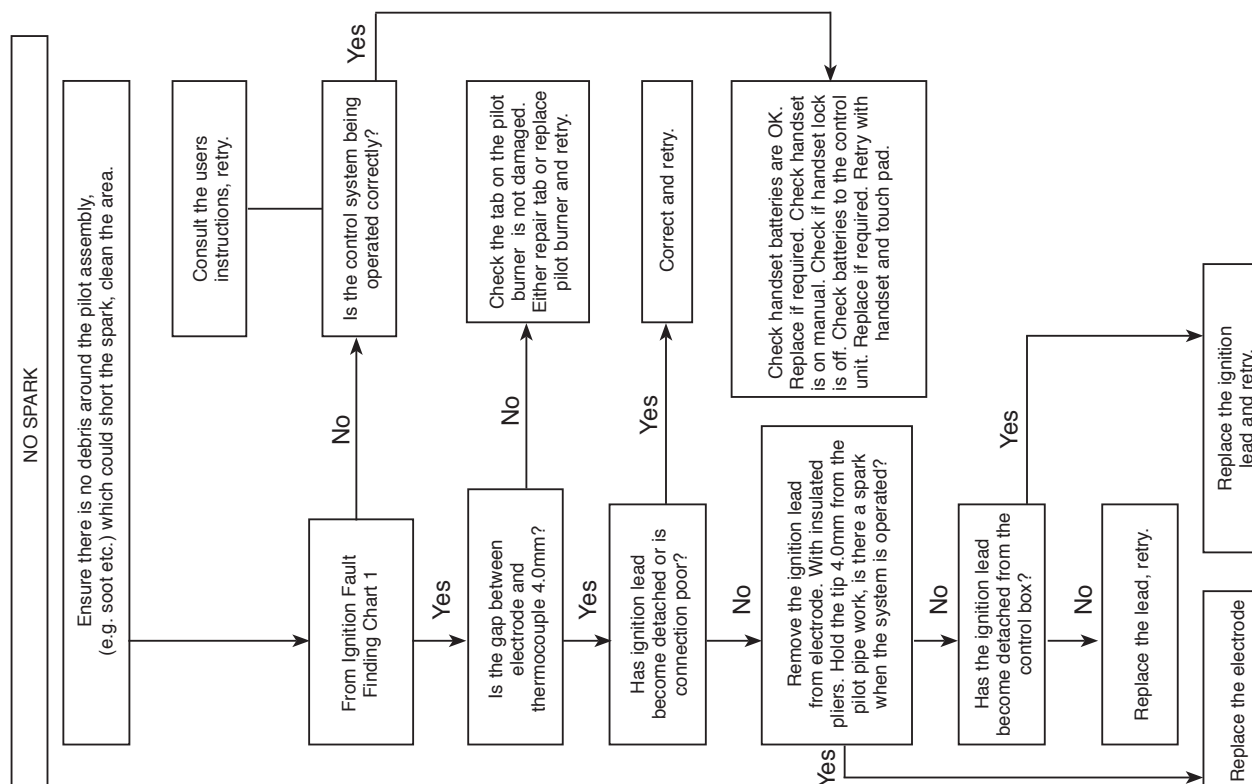 NO SPARK
Ensure there is no debris around the pilot assembly,
(e.g. soot etc.) which could short the spark, clean the area.
From Ignition Fault
Finding Chart 1
No
Is the control system being
operated correctly?
Consult the users
instructions, retry.
Yes
Check handset batteries are OK.
Replace if required. Check handset
is on manual. Check if handset lock
is off. Check batteries to the control
unit. Replace if required. Retry with
handset and touch pad.
Yes
Is the gap between
electrode and
thermocouple 4.0mm?
No
Check the tab on the pilot
burner is not damaged.
Either repair tab or replace
pilot burner and retry.
Yes
Has ignition lead
become detached or is
connection poor?
Yes
Correct and retry.
No
Remove the ignition lead
from electrode. With insulated
pliers. Hold the tip 4.0mm from the
pilot pipe work, is there a spark
when the system is operated?
Yes
Replace the electrode
No
Has the ignition lead
become detached from the
control box?
Yes
Replace the ignition
lead and retry.
No
Replace the lead, retry.